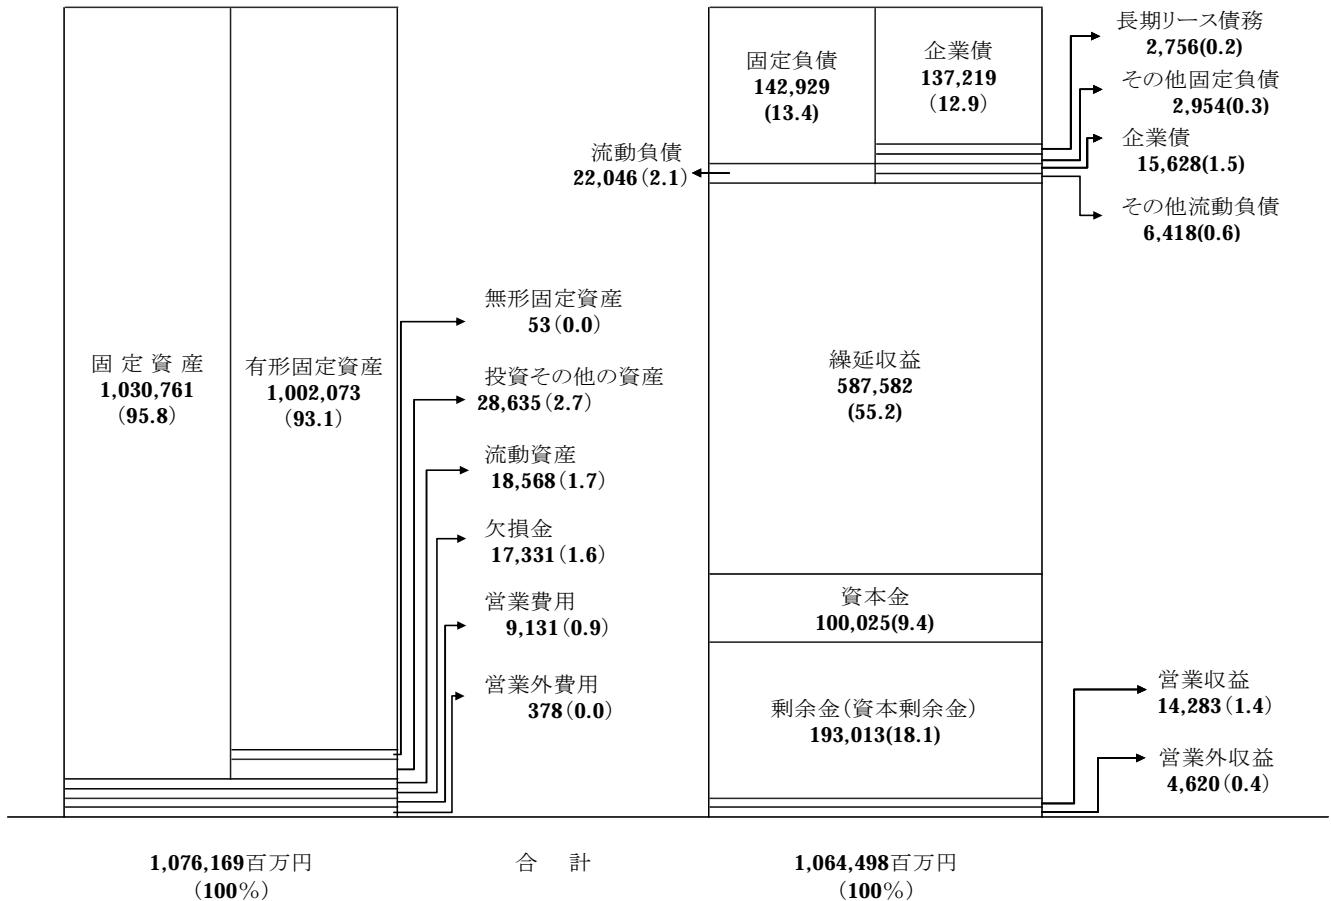 固定資産
1,030,761
(95.8)
有形固定資産
1,002,073
(93.1)
無形固定資産
53(0.0)
投資その他の資産
28,635(2.7)
流動資産
18,568(1.7)
欠損金
17,331(1.6)
営業費用
9,131(0.9)
営業外費用
378(0.0)
固定負債
142,929
(13.4)
企業債
137,219
(12.9)
長期リース債務
2,756(0.2)
その他固定負債
2,954(0.3)
企業債
15,628(1.5)
その他流動負債
6,418(0.6)
流動負債
22,046(2.1)
繰延収益
587,582
(55.2)
資本金
100,025(9.4)
剰余金(資本剰余金)
193,013(18.1)
営業収益
14,283(1.4)
営業外収益
4,620(0.4)
1,076,169百万円
(100%)
合 計
1,064,498百万円
(100%)